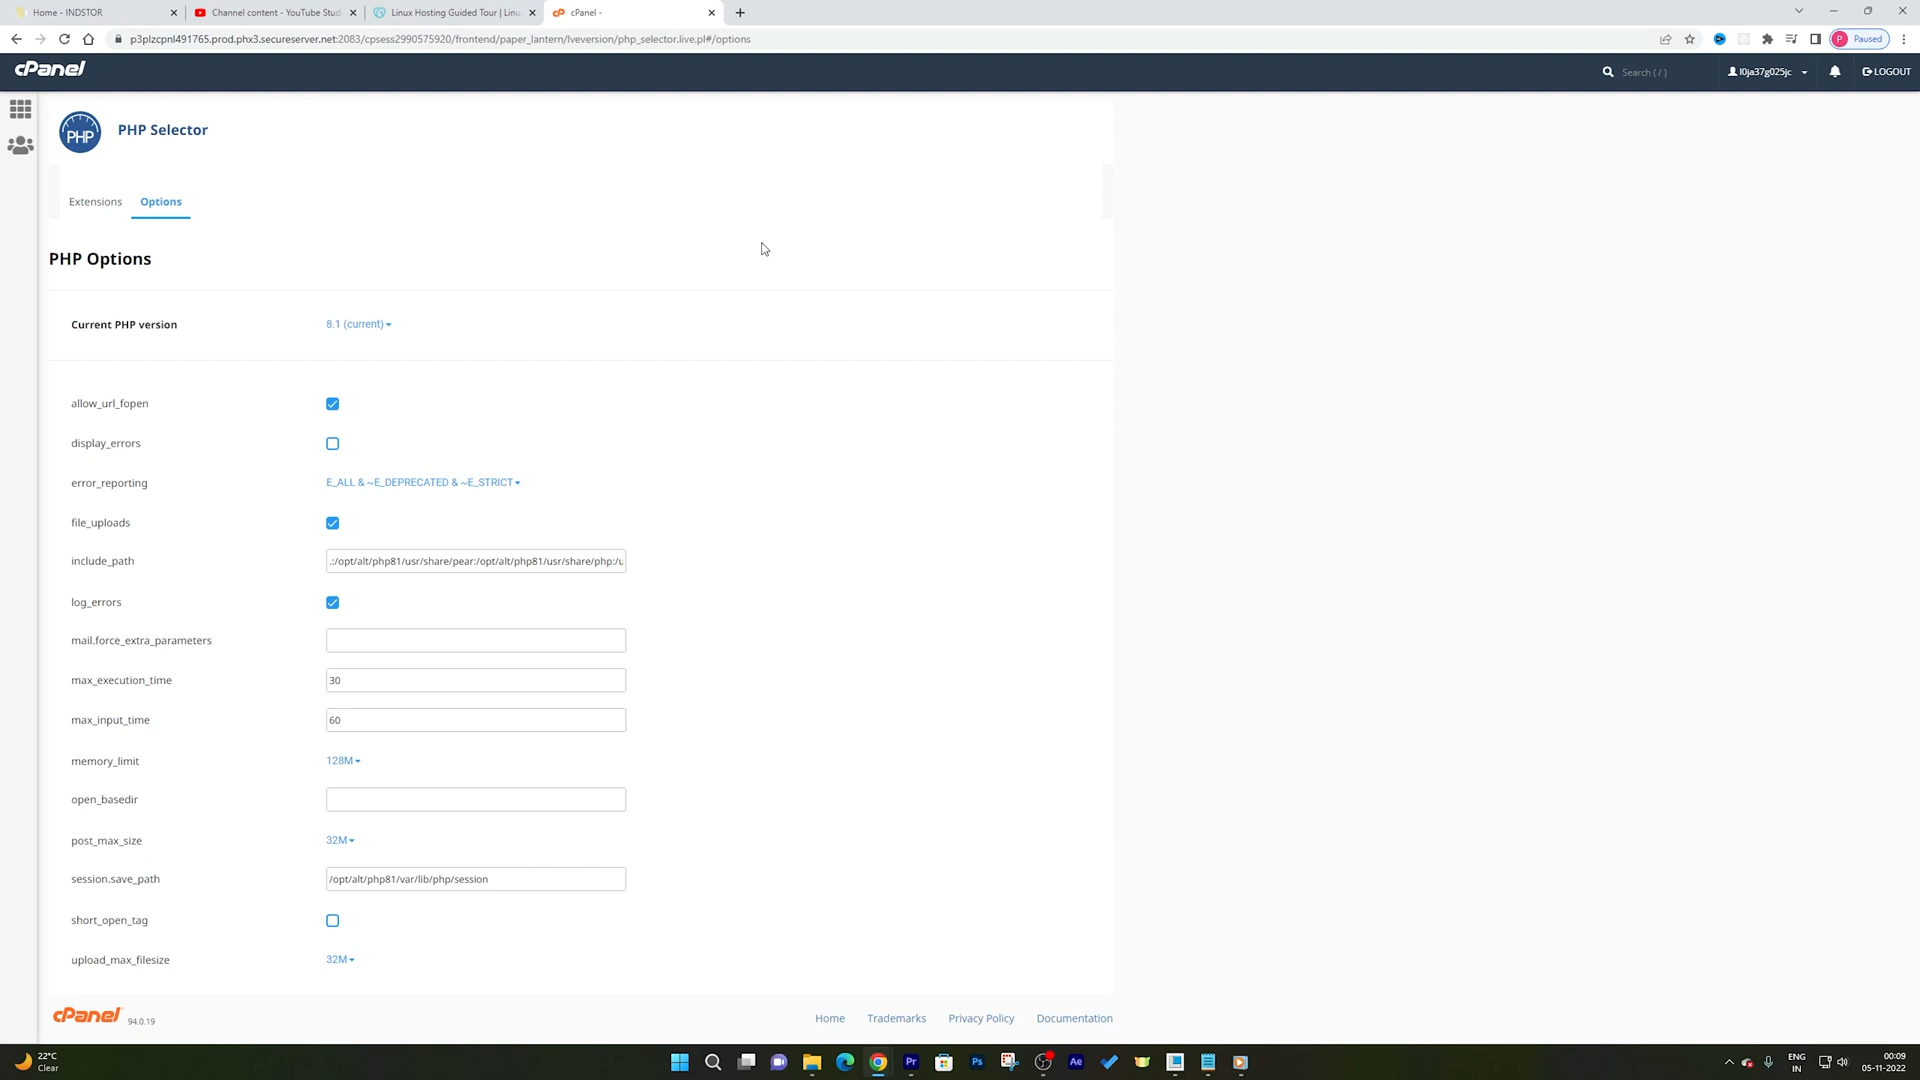 Home - INDSTOR
Channel content - YouTube Studi
Linux Hosting Guided Tour | Linu
cPanel -
p3plzcpnl491765.prod.phx3.secureserver.net:2083/cpsess2990575920/frontend/paper_lantern/lveversion/php_selector.live.pl#/options
P Paused
cPanel
Search ( / )
l0ja37g025jc
LOGOUT
PHP
PHP Selector
Extensions
Options
PHP Options
Current PHP version
8.1 (current)
allow_url_fopen
display_errors
error_reporting
E_ALL & ~E_DEPRECATED & ~E_STRICT
file_uploads
include_path
.:/opt/alt/php81/usr/share/pear:/opt/alt/php81/usr/share/php:/u
log_errors
mail.force_extra_parameters
max_execution_time
30
max_input_time
60
memory_limit
128M
open_basedir
post_max_size
32M
session.save_path
/opt/alt/php81/var/lib/php/session
short_open_tag
upload_max_filesize
32M
cPanel
94.0.19
Home
Trademarks
Privacy Policy
Documentation
22°C
Clear
Pr
Ps
Ae
ENG
IN
00:09
05-11-2022